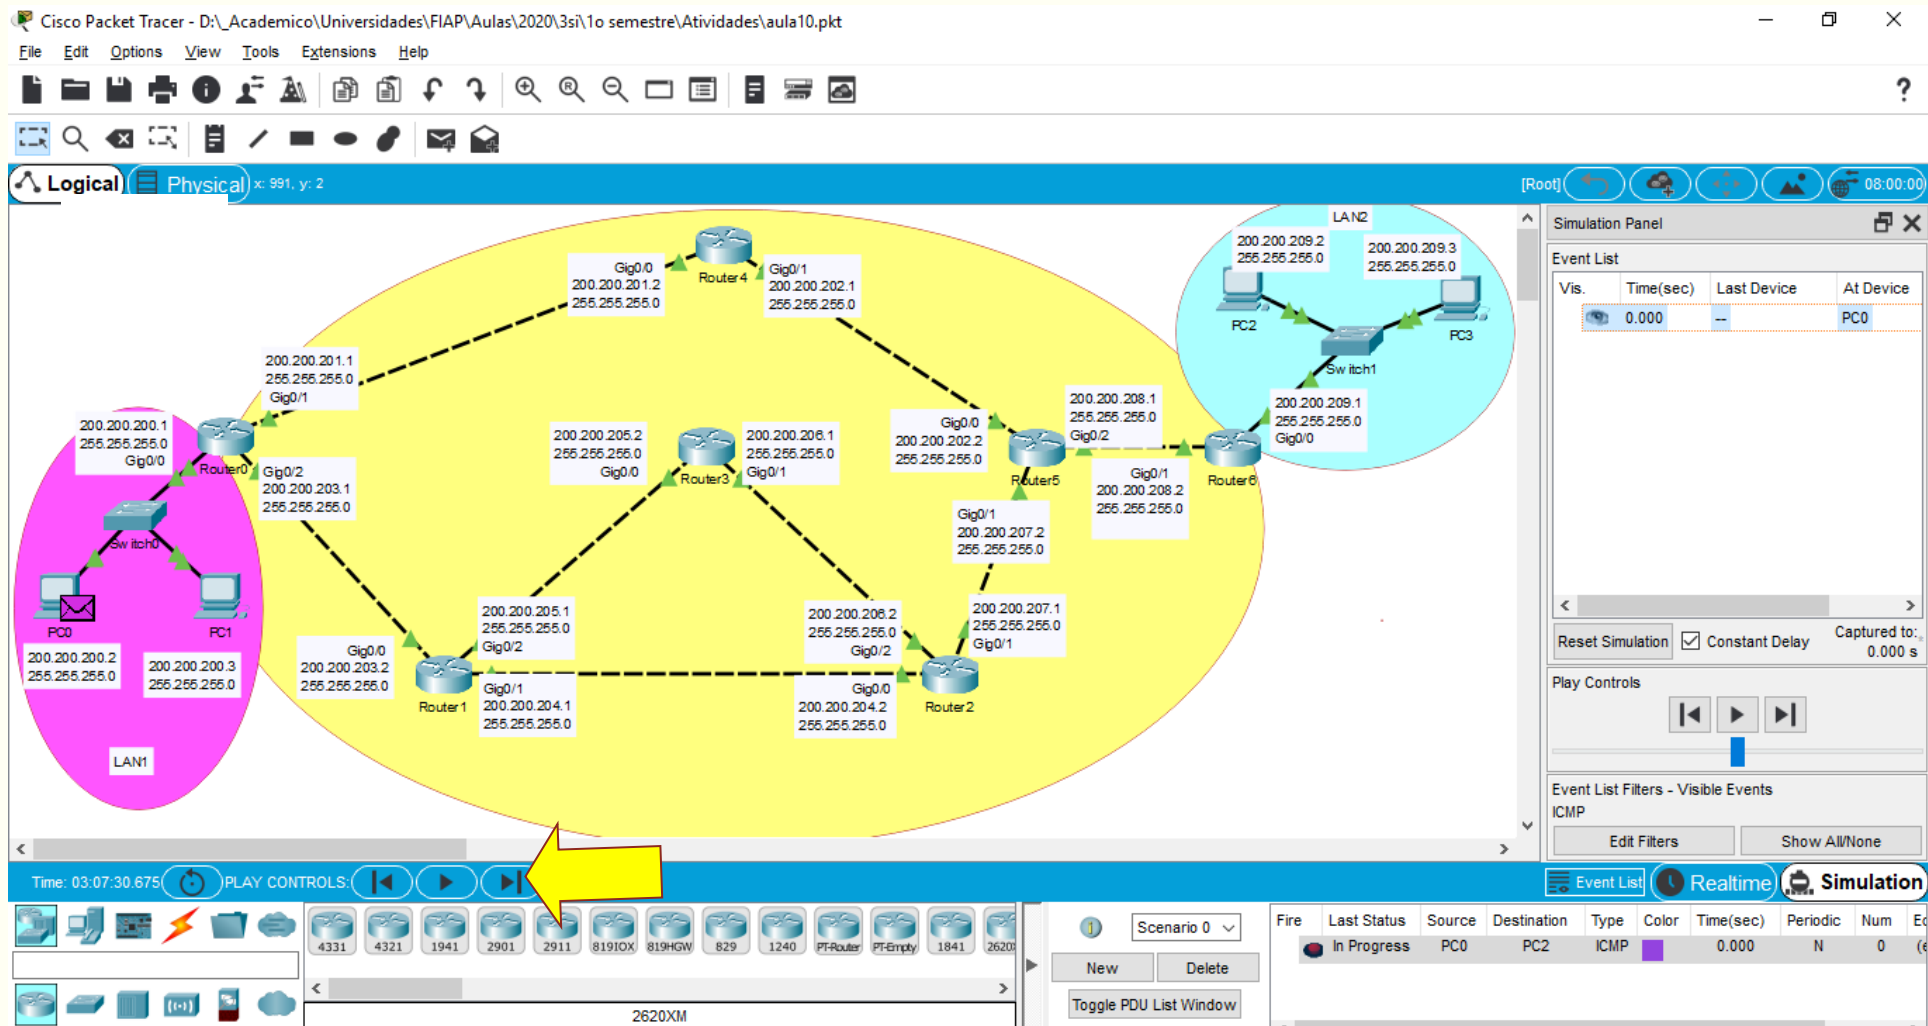 Cisco Packet Tracer - D:\_Academico\Universidades\FIAP\Aulas\2020\3si\1o semestre\Atividades\aula10.pkt
File Edit Options View Tools Extensions Help
?
Logical Physical x: 991, y: 2 [Root] 08:00:00
LAN2
200.200.209.2
255.255.255.0
200.200.209.3
255.255.255.0
PC2
PC3
Switch1
200.200.209.1
255.255.255.0
Gig0/0
Router4
Gig0/0
200.200.201.2
255.255.255.0
Gig0/1
200.200.202.1
255.255.255.0
200.200.201.1
255.255.255.0
Gig0/1
200.200.200.1
255.255.255.0
Gig0/0
Router0
Gig0/2
200.200.203.1
255.255.255.0
200.200.205.2
255.255.255.0
Gig0/0
Router3
200.200.206.1
255.255.255.0
Gig0/1
Gig0/0
200.200.202.2
255.255.255.0
Router5
200.200.208.1
255.255.255.0
Gig0/2
Gig0/1
200.200.208.2
255.255.255.0
Router6
Gig0/1
200.200.207.2
255.255.255.0
Switch0
PC0
PC1
200.200.200.2
255.255.255.0
200.200.200.3
255.255.255.0
LAN1
Gig0/0
200.200.203.2
255.255.255.0
200.200.205.1
255.255.255.0
Gig0/2
Router1
Gig0/1
200.200.204.1
255.255.255.0
200.200.206.2
255.255.255.0
Gig0/2
200.200.207.1
255.255.255.0
Gig0/1
Gig0/0
200.200.204.2
255.255.255.0
Router2
Simulation Panel
Event List
Vis. Time(sec) Last Device At Device
0.000 -- PC0
Reset Simulation Constant Delay Captured to:
0.000 s
Play Controls
Event List Filters - Visible Events
ICMP
Edit Filters Show All/None
Time: 03:07:30.675 PLAY CONTROLS: Event List Realtime Simulation
4331 4321 1941 2901 2911 819IOX 819HGW 829 1240 PT-Router PT-Empty 1841 2620
2620XM
Scenario 0
New Delete
Toggle PDU List Window
Fire Last Status Source Destination Type Color Time(sec) Periodic Num
In Progress PC0 PC2 ICMP 0.000 N 0